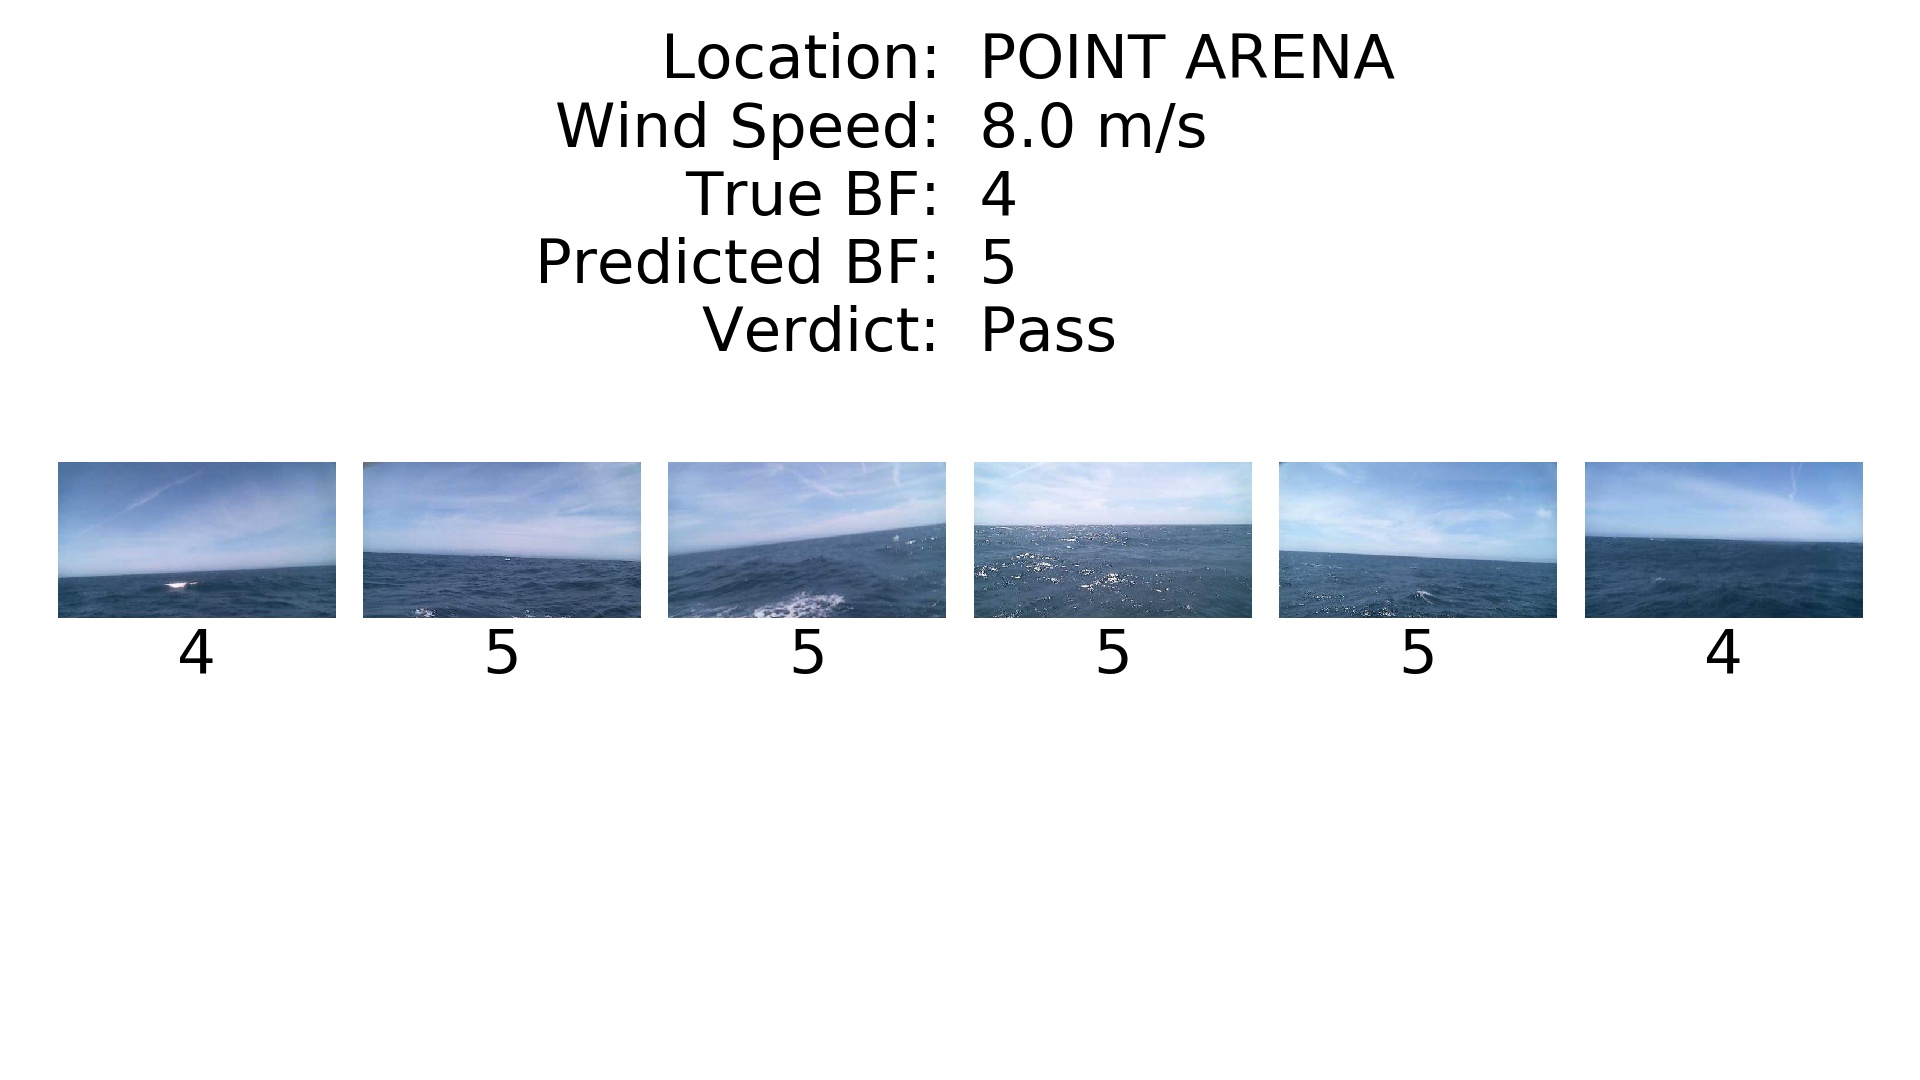 Location: POINT ARENA
Wind Speed: 8.0 m/s
True BF: 4
Predicted BF: 5
Verdict: Pass
4 5 5 5 5 4